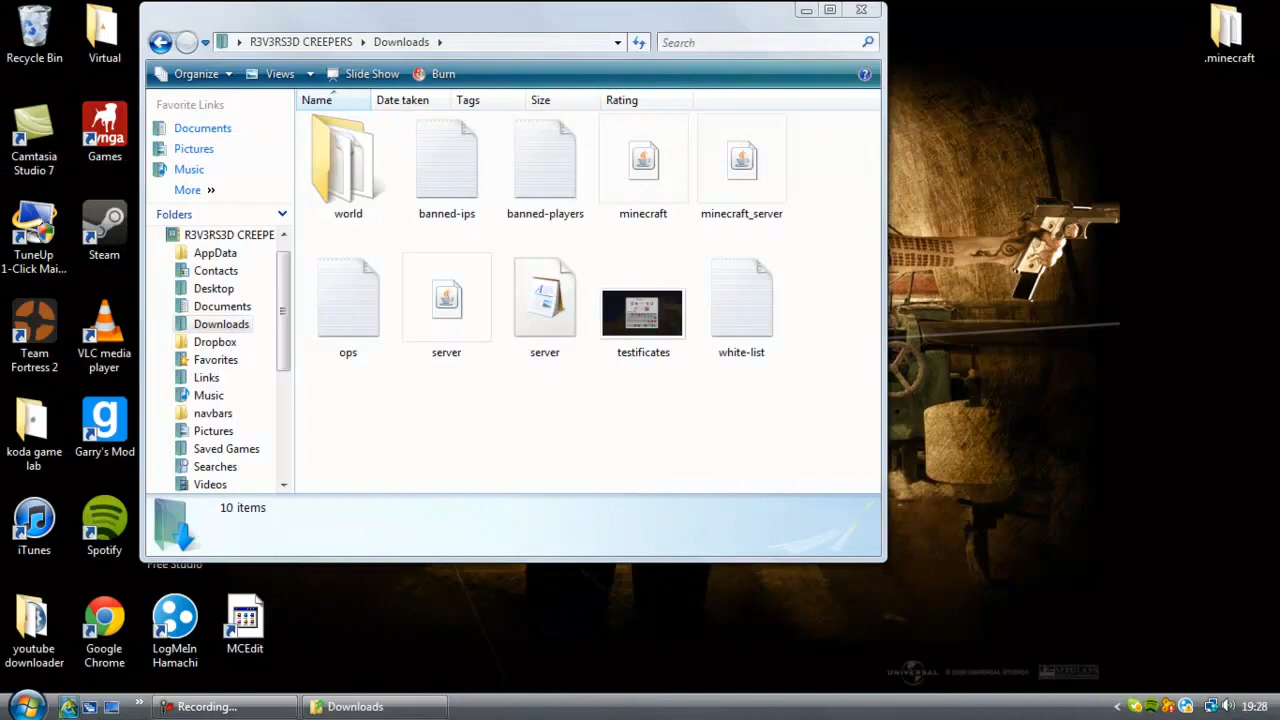 R3V3RS3D CREEPERS
Downloads
Search
Organize
Views
Slide Show
Burn
Favorite Links
Documents
Pictures
Music
More »
Folders
R3V3RS3D CREEPE
AppData
Contacts
Desktop
Documents
Downloads
Dropbox
Favorites
Links
Music
navbars
Pictures
Saved Games
Searches
Videos
Name
Date taken
Tags
Size
Rating
world
banned-ips
banned-players
minecraft
minecraft_server
ops
server
server
testificates
white-list
10 items
Recycle Bin
Virtual
Camtasia
Studio 7
Games
TuneUp
1-Click Mai...
Steam
Team
Fortress 2
VLC media
player
koda game
lab
Garry's Mod
iTunes
Spotify
Free Studio
youtube
downloader
Google
Chrome
LogMeIn
Hamachi
MCEdit
.minecraft
UNIVERSAL
Recording...
Downloads
19:28